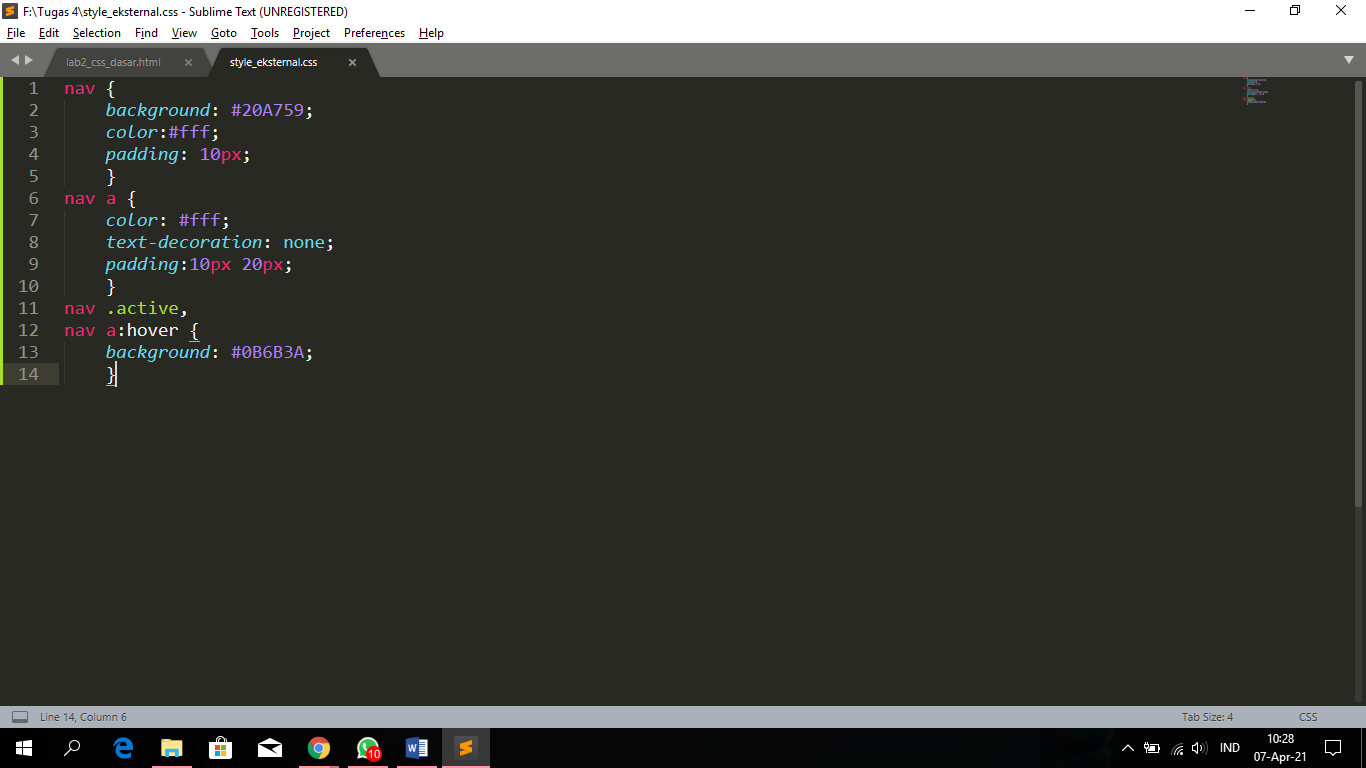 F:\Tugas 4\style_eksternal.css - Sublime Text (UNREGISTERED)
File Edit Selection Find View Goto Tools Project Preferences Help
lab2_css_dasar.html style_eksternal.css
1 nav {
2 background: #20A759;
3 color:#fff;
4 padding: 10px;
5 }
6 nav a {
7 color: #fff;
8 text-decoration: none;
9 padding:10px 20px;
10 }
11 nav .active,
12 nav a:hover {
13 background: #0B6B3A;
14 }
Line 14, Column 6 Tab Size: 4 CSS
10 IND 10:28
07-Apr-21